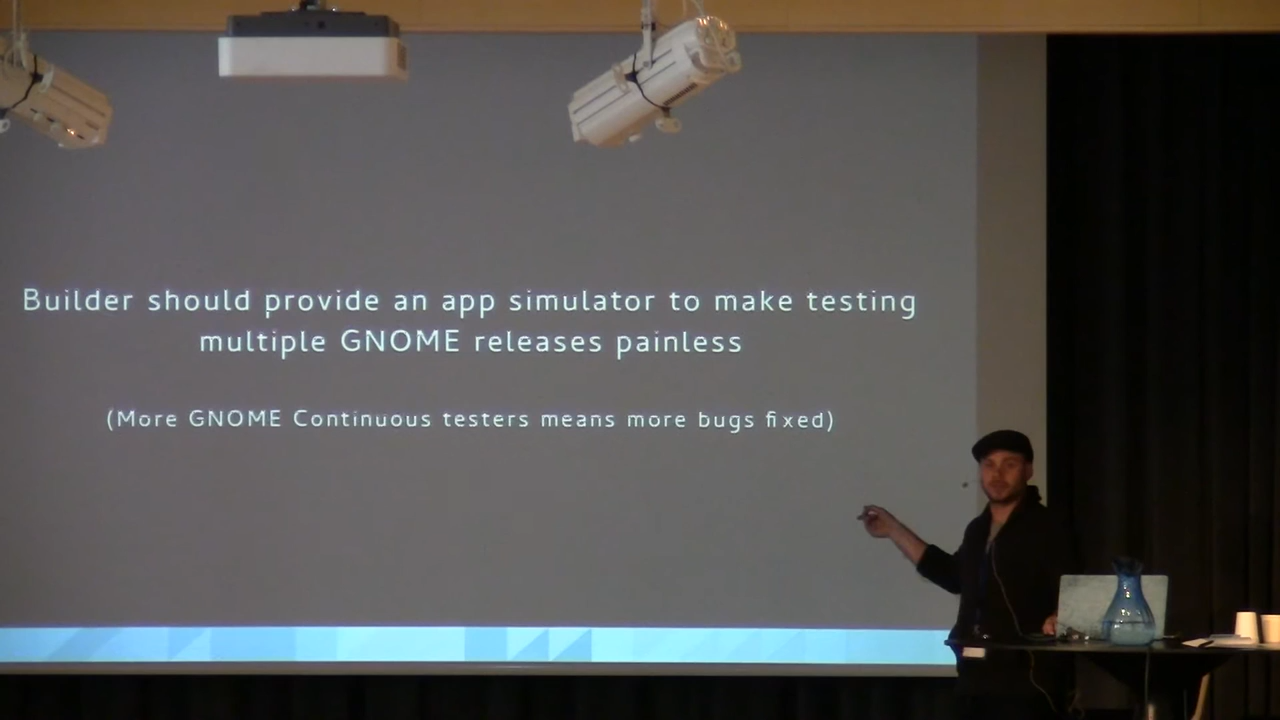 Builder should provide an app simulator to make testing
multiple GNOME releases painless
(More GNOME Continuous testers means more bugs fixed)